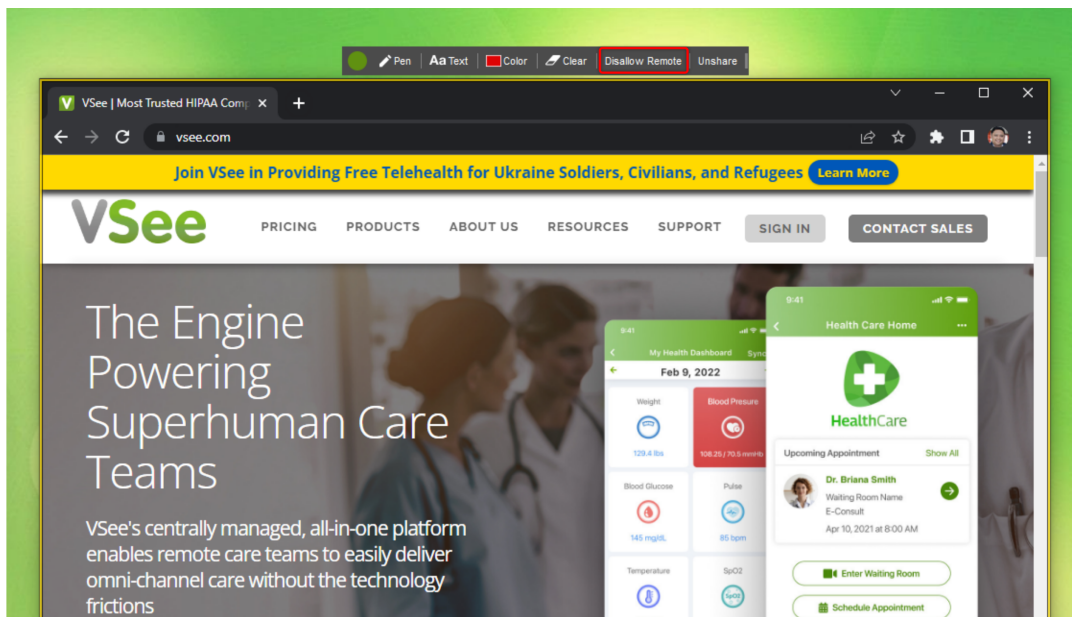 Pen Aa Text Color Clear Disallow Remote Unshare
VSee | Most Trusted HIPAA Comp
vsee.com
Join VSee in Providing Free Telehealth for Ukraine Soldiers, Civilians, and Refugees Learn More
VSee PRICING PRODUCTS ABOUT US RESOURCES SUPPORT SIGN IN CONTACT SALES
The Engine
Powering
Superhuman Care
Teams
VSee's centrally managed, all-in-one platform
enables remote care teams to easily deliver
omni-channel care without the technology
frictions
9:41
My Health Dashboard Sync
Feb 9, 2022
Weight Blood Presure
129.4 lbs 108.25 / 70.5 mmHb
Blood Glucose Pulse
145 mg/dL 85 bpm
Temperature SpO2
SpO2
9:41
Health Care Home
HealthCare
Upcoming Appointment Show All
Dr. Briana Smith
Waiting Room Name
E-Consult
Apr 10, 2021 at 8:00 AM
Enter Waiting Room
Schedule Appointment